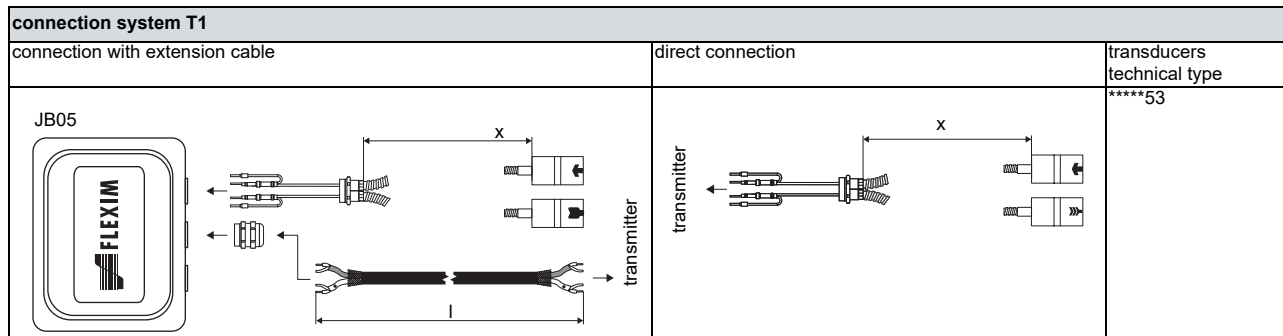 connection system T1
connection with extension cable
direct connection
transducers
technical type
JB05
FLEXIM
x
transmitter
l
transmitter
x
*****53